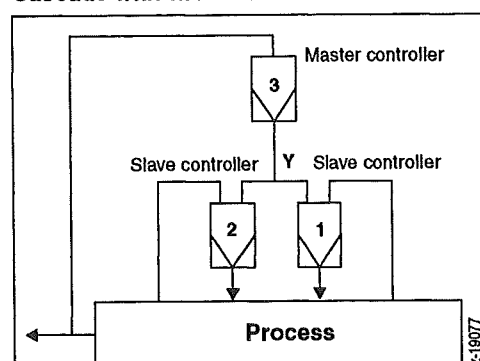 Master controller
3
Slave controller Y Slave controller
2 1
Process
-19077